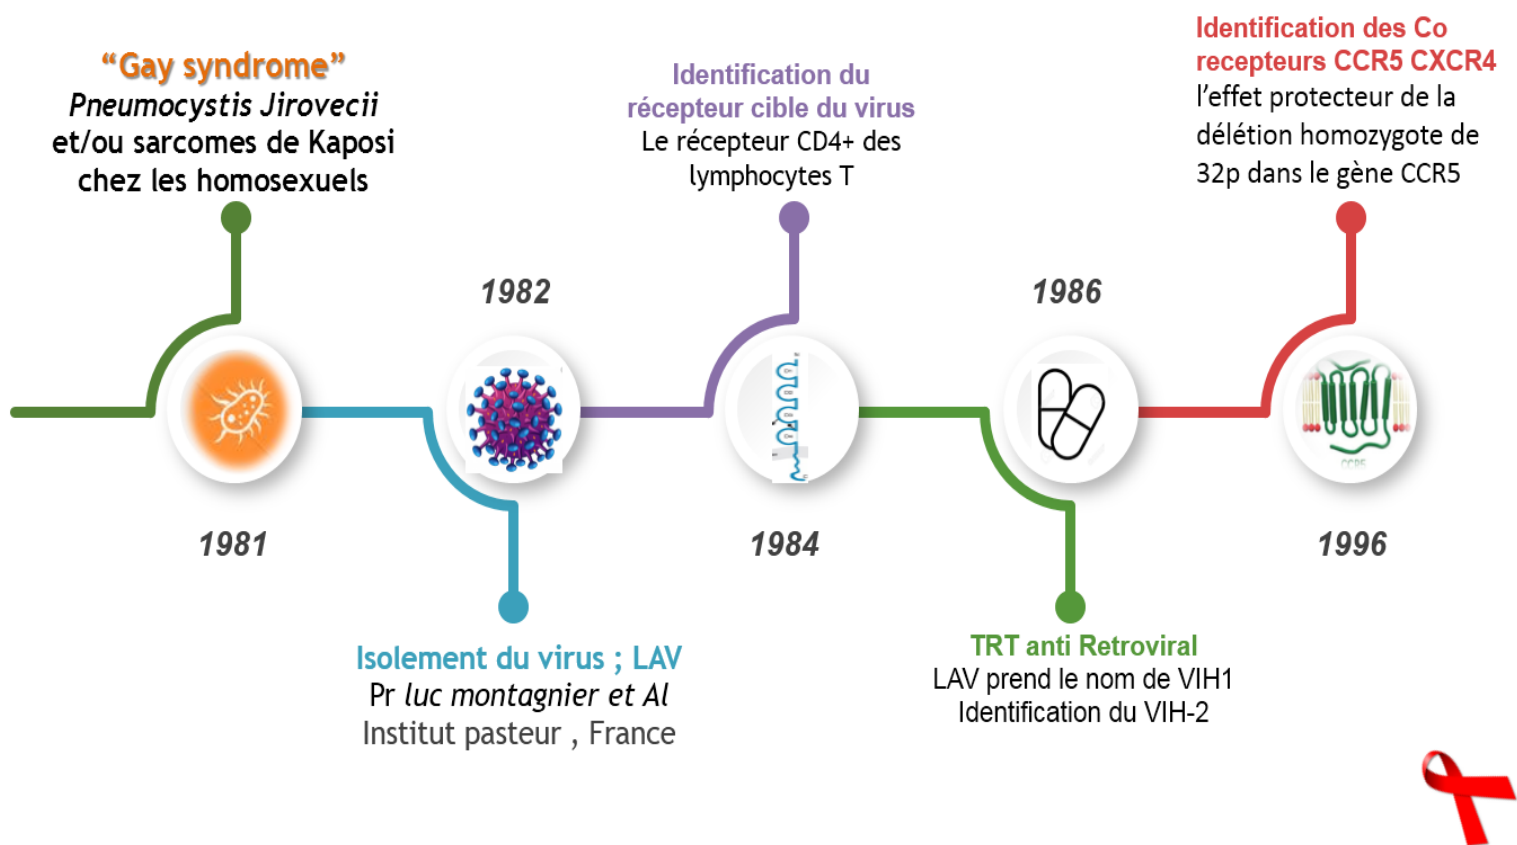 “Gay syndrome”
Pneumocystis Jirovecii
et/ou sarcomes de Kaposi
chez les homosexuels
1981
1982
Isolement du virus ; LAV
Pr luc montagnier et Al
Institut pasteur , France
Identification du
récepteur cible du virus
Le récepteur CD4+ des
lymphocytes T
1984
1986
TRT anti Retroviral
LAV prend le nom de VIH1
Identification du VIH-2
Identification des Co
recepteurs CCR5 CXCR4
l’effet protecteur de la
délétion homozygote de
32p dans le gène CCR5
CCR5
1996